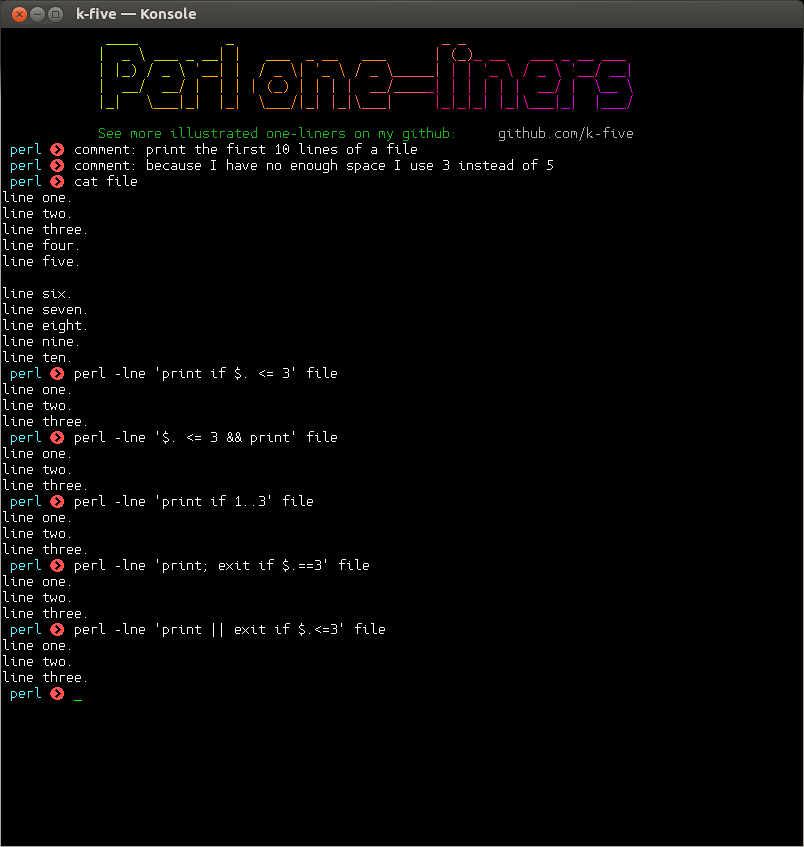 k-five — Konsole
Perl one-liners
See more illustrated one-liners on my github: github.com/k-five
perl comment: print the first 10 lines of a file
perl comment: because I have no enough space I use 3 instead of 5
perl cat file
line one.
line two.
line three.
line four.
line five.
line six.
line seven.
line eight.
line nine.
line ten.
perl perl -lne 'print if $. <= 3' file
line one.
line two.
line three.
perl perl -lne '$. <= 3 && print' file
line one.
line two.
line three.
perl perl -lne 'print if 1..3' file
line one.
line two.
line three.
perl perl -lne 'print; exit if $.==3' file
line one.
line two.
line three.
perl perl -lne 'print || exit if $.<=3' file
line one.
line two.
line three.
perl _